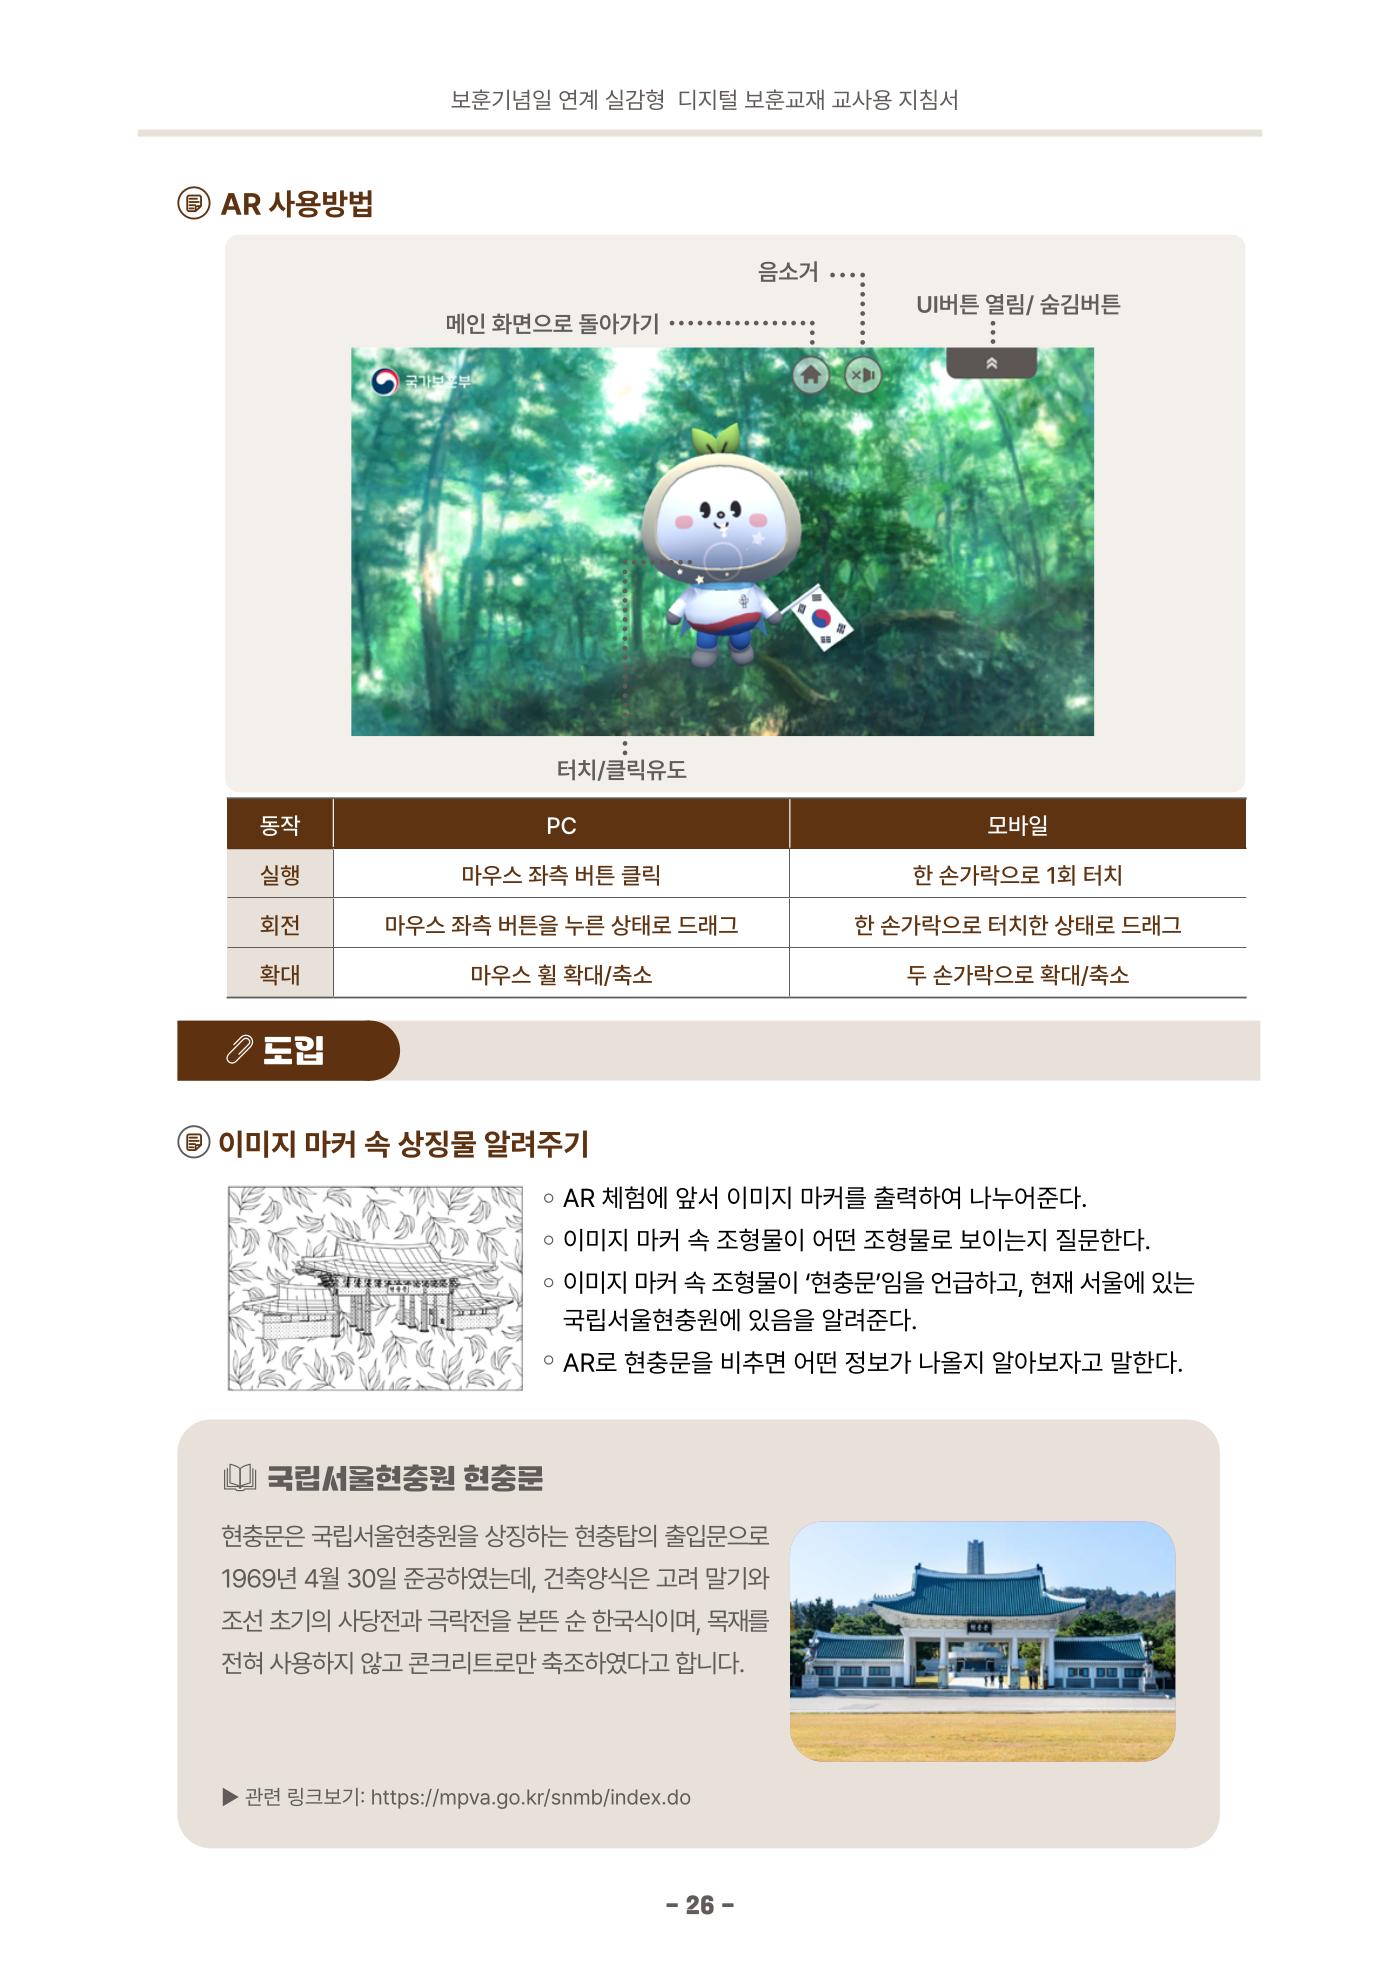 보훈기념일 연계 실감형 디지털 보훈교재 교사용 지침서
AR 사용방법
음소거
UI버튼 열림/ 숨김버튼
메인 화면으로 돌아가기
국가보훈부
터치/클릭유도
동작 PC 모바일
실행 마우스 좌측 버튼 클릭 한 손가락으로 1회 터치
회전 마우스 좌측 버튼을 누른 상태로 드래그 한 손가락으로 터치한 상태로 드래그
확대 마우스 휠 확대/축소 두 손가락으로 확대/축소
도입
이미지 마커 속 상징물 알려주기
○ AR 체험에 앞서 이미지 마커를 출력하여 나누어준다.
○ 이미지 마커 속 조형물이 어떤 조형물로 보이는지 질문한다.
○ 이미지 마커 속 조형물이 ‘현충문’임을 언급하고, 현재 서울에 있는
국립서울현충원에 있음을 알려준다.
○ AR로 현충문을 비추면 어떤 정보가 나올지 알아보자고 말한다.
국립서울현충원 현충문
현충문은 국립서울현충원을 상징하는 현충탑의 출입문으로
1969년 4월 30일 준공하였는데, 건축양식은 고려 말기와
조선 초기의 사당전과 극락전을 본뜬 순 한국식이며, 목재를
전혀 사용하지 않고 콘크리트로만 축조하였다고 합니다.
▶ 관련 링크보기: https://mpva.go.kr/snmb/index.do
- 26 -